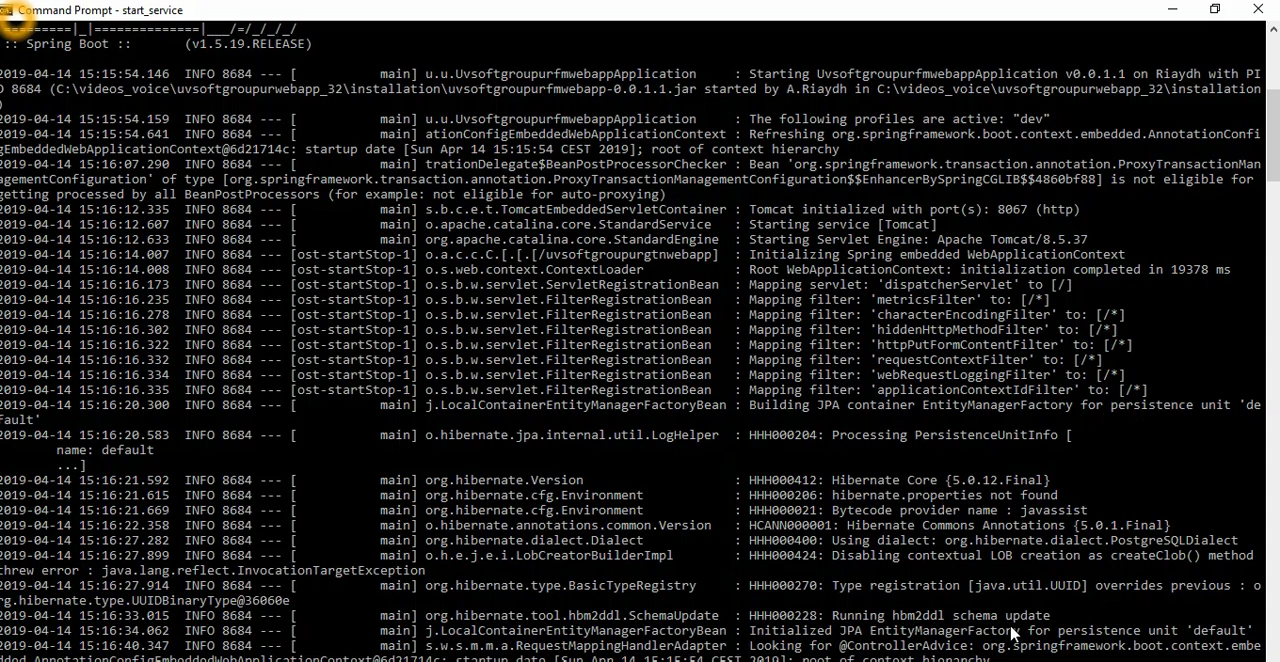 Command Prompt - start_service
=========|_|==============|___/=/_/_/_/
:: Spring Boot ::        (v1.5.19.RELEASE)
2019-04-14 15:15:54.146  INFO 8684 --- [           main] u.u.UvsoftgroupurfmwebappApplication     : Starting UvsoftgroupurfmwebappApplication v0.0.1.1 on Riaydh with PI
D 8684 (C:\videos_voice\uvsoftgroupurwebapp_32\installation\uvsoftgroupurfmwebapp-0.0.1.1.jar started by A.Riaydh in C:\videos_voice\uvsoftgroupurwebapp_32\installation
)
2019-04-14 15:15:54.159  INFO 8684 --- [           main] u.u.UvsoftgroupurfmwebappApplication     : The following profiles are active: "dev"
2019-04-14 15:15:54.641  INFO 8684 --- [           main] ationConfigEmbeddedWebApplicationContext : Refreshing org.springframework.boot.context.embedded.AnnotationConfi
gEmbeddedWebApplicationContext@6d21714c: startup date [Sun Apr 14 15:15:54 CEST 2019]; root of context hierarchy
2019-04-14 15:16:07.290  INFO 8684 --- [           main] trationDelegate$BeanPostProcessorChecker : Bean 'org.springframework.transaction.annotation.ProxyTransactionMan
agementConfiguration' of type [org.springframework.transaction.annotation.ProxyTransactionManagementConfiguration$$EnhancerBySpringCGLIB$$4860bf88] is not eligible for
getting processed by all BeanPostProcessors (for example: not eligible for auto-proxying)
2019-04-14 15:16:12.335  INFO 8684 --- [           main] s.b.c.e.t.TomcatEmbeddedServletContainer : Tomcat initialized with port(s): 8067 (http)
2019-04-14 15:16:12.607  INFO 8684 --- [           main] o.apache.catalina.core.StandardService   : Starting service [Tomcat]
2019-04-14 15:16:12.633  INFO 8684 --- [           main] org.apache.catalina.core.StandardEngine  : Starting Servlet Engine: Apache Tomcat/8.5.37
2019-04-14 15:16:14.007  INFO 8684 --- [ost-startStop-1] o.a.c.c.C.[.[.[/uvsoftgroupurgtnwebapp]  : Initializing Spring embedded WebApplicationContext
2019-04-14 15:16:14.008  INFO 8684 --- [ost-startStop-1] o.s.web.context.ContextLoader            : Root WebApplicationContext: initialization completed in 19378 ms
2019-04-14 15:16:16.173  INFO 8684 --- [ost-startStop-1] o.s.b.w.servlet.ServletRegistrationBean  : Mapping servlet: 'dispatcherServlet' to [/]
2019-04-14 15:16:16.235  INFO 8684 --- [ost-startStop-1] o.s.b.w.servlet.FilterRegistrationBean   : Mapping filter: 'metricsFilter' to: [/*]
2019-04-14 15:16:16.278  INFO 8684 --- [ost-startStop-1] o.s.b.w.servlet.FilterRegistrationBean   : Mapping filter: 'characterEncodingFilter' to: [/*]
2019-04-14 15:16:16.302  INFO 8684 --- [ost-startStop-1] o.s.b.w.servlet.FilterRegistrationBean   : Mapping filter: 'hiddenHttpMethodFilter' to: [/*]
2019-04-14 15:16:16.322  INFO 8684 --- [ost-startStop-1] o.s.b.w.servlet.FilterRegistrationBean   : Mapping filter: 'httpPutFormContentFilter' to: [/*]
2019-04-14 15:16:16.332  INFO 8684 --- [ost-startStop-1] o.s.b.w.servlet.FilterRegistrationBean   : Mapping filter: 'requestContextFilter' to: [/*]
2019-04-14 15:16:16.334  INFO 8684 --- [ost-startStop-1] o.s.b.w.servlet.FilterRegistrationBean   : Mapping filter: 'webRequestLoggingFilter' to: [/*]
2019-04-14 15:16:16.335  INFO 8684 --- [ost-startStop-1] o.s.b.w.servlet.FilterRegistrationBean   : Mapping filter: 'applicationContextIdFilter' to: [/*]
2019-04-14 15:16:20.300  INFO 8684 --- [           main] j.LocalContainerEntityManagerFactoryBean : Building JPA container EntityManagerFactory for persistence unit 'de
fault'
2019-04-14 15:16:20.583  INFO 8684 --- [           main] o.hibernate.jpa.internal.util.LogHelper  : HHH000204: Processing PersistenceUnitInfo [
name: default
...]
2019-04-14 15:16:21.592  INFO 8684 --- [           main] org.hibernate.Version                    : HHH000412: Hibernate Core {5.0.12.Final}
2019-04-14 15:16:21.615  INFO 8684 --- [           main] org.hibernate.cfg.Environment            : HHH000206: hibernate.properties not found
2019-04-14 15:16:21.669  INFO 8684 --- [           main] org.hibernate.cfg.Environment            : HHH000021: Bytecode provider name : javassist
2019-04-14 15:16:22.358  INFO 8684 --- [           main] o.hibernate.annotations.common.Version   : HCANN000001: Hibernate Commons Annotations {5.0.1.Final}
2019-04-14 15:16:27.282  INFO 8684 --- [           main] org.hibernate.dialect.Dialect            : HHH000400: Using dialect: org.hibernate.dialect.PostgreSQLDialect
2019-04-14 15:16:27.899  INFO 8684 --- [           main] o.h.e.j.e.i.LobCreatorBuilderImpl        : HHH000424: Disabling contextual LOB creation as createClob() method
threw error : java.lang.reflect.InvocationTargetException
2019-04-14 15:16:27.914  INFO 8684 --- [           main] org.hibernate.type.BasicTypeRegistry     : HHH000270: Type registration [java.util.UUID] overrides previous : o
rg.hibernate.type.UUIDBinaryType@36060e
2019-04-14 15:16:33.015  INFO 8684 --- [           main] org.hibernate.tool.hbm2ddl.SchemaUpdate  : HHH000228: Running hbm2ddl schema update
2019-04-14 15:16:34.062  INFO 8684 --- [           main] j.LocalContainerEntityManagerFactoryBean : Initialized JPA EntityManagerFactory for persistence unit 'default'
2019-04-14 15:16:40.347  INFO 8684 --- [           main] s.w.s.m.m.a.RequestMappingHandlerAdapter : Looking for @ControllerAdvice: org.springframework.boot.context.embe
dded.AnnotationConfigEmbeddedWebApplicationContext@6d21714c: startup date [Sun Apr 14 15:15:54 CEST 2019]; root of context hierarchy